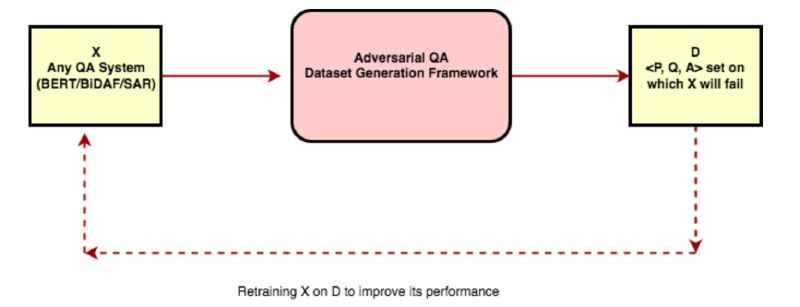 X
Any QA System
(BERT/BiDAF/SAR)
Adversarial QA
Dataset Generation Framework
D
<P, Q, A> set on
which X will fail
Retraining X on D to improve its performance